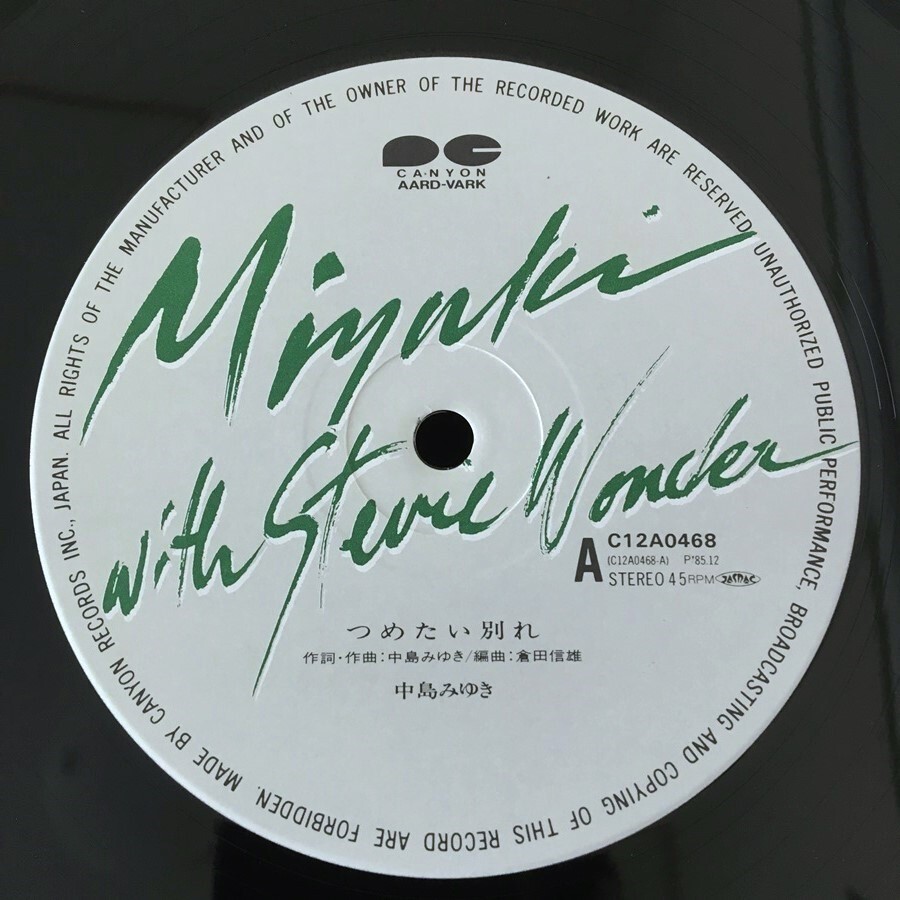 MADE BY CANYON RECORDS INC., JAPAN. ALL RIGHTS OF THE MANUFACTURER AND OF THE OWNER OF THE RECORDED WORK ARE RESERVED UNAUTHORIZED PUBLIC PERFORMANCE, BROADCASTING AND COPYING OF THIS RECORD ARE FORBIDDEN.
CANYON
AARD-VARK
Miyuki
with Stevie Wonder
A
C12A0468
(C12A0468-A) P'85.12
STEREO 45RPM JASRAC
つめたい別れ
作詞・作曲:中島みゆき/編曲:倉田信雄
中島みゆき